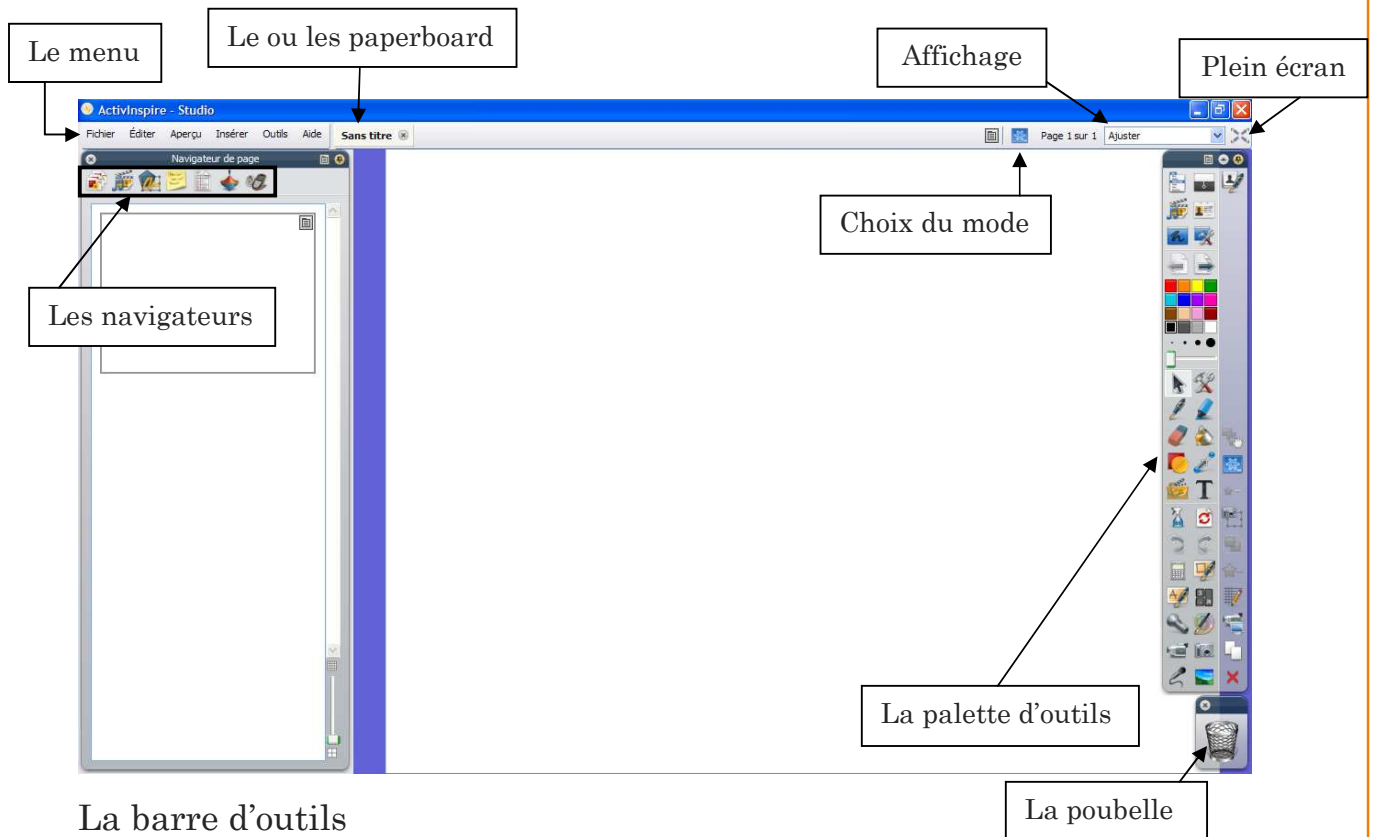 Le menu
Le ou les paperboard
Affichage
Plein écran
ActivInspire - Studio
Fichier Éditer Aperçu Insérer Outils Aide Sans titre Page 1 sur 1 Ajuster
Navigateur de page
Choix du mode
Les navigateurs
T
La palette d’outils
La poubelle
La barre d’outils